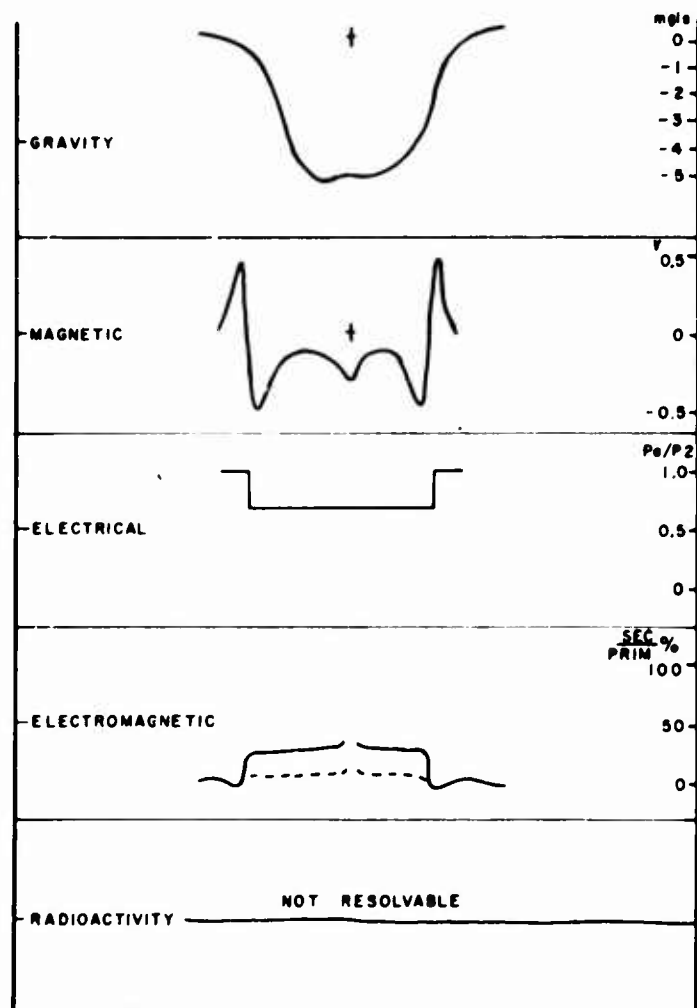 mgls
0
-1
-2
-3
-4
-5
GRAVITY
γ
0.5
0
-0.5
MAGNETIC
Pa/P2
1.0
0.5
0
ELECTRICAL
SEC
PRIM %
100
50
0
ELECTROMAGNETIC
NOT RESOLVABLE
RADIOACTIVITY